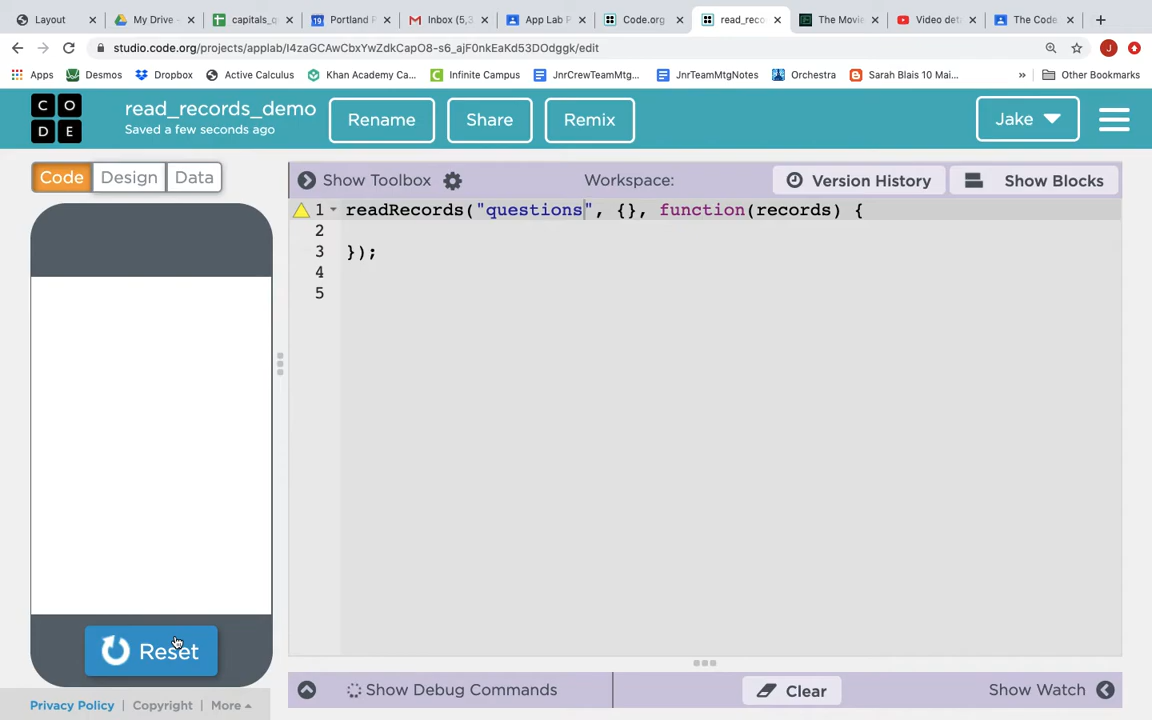 Layout
My Drive -
capitals_q
Portland F
Inbox (5,3
App Lab P
Code.org
read_reco
The Movie
Video det
The Code
studio.code.org/projects/applab/I4zaGCAwCbxYwZdkCapO8-s6_ajF0nkEaKd53DOdggk/edit
Apps
Desmos
Dropbox
Active Calculus
Khan Academy Ca...
Infinite Campus
JnrCrewTeamMtg...
JnrTeamMtgNotes
Orchestra
Sarah Blais 10 Mai...
»
Other Bookmarks
C O
D E
read_records_demo
Saved a few seconds ago
Rename
Share
Remix
Jake
Code
Design
Data
Show Toolbox
Workspace:
Version History
Show Blocks
1 readRecords("questions", {}, function(records) {
2
3 });
4
5
Reset
Show Debug Commands
Clear
Show Watch
Privacy Policy | Copyright | More